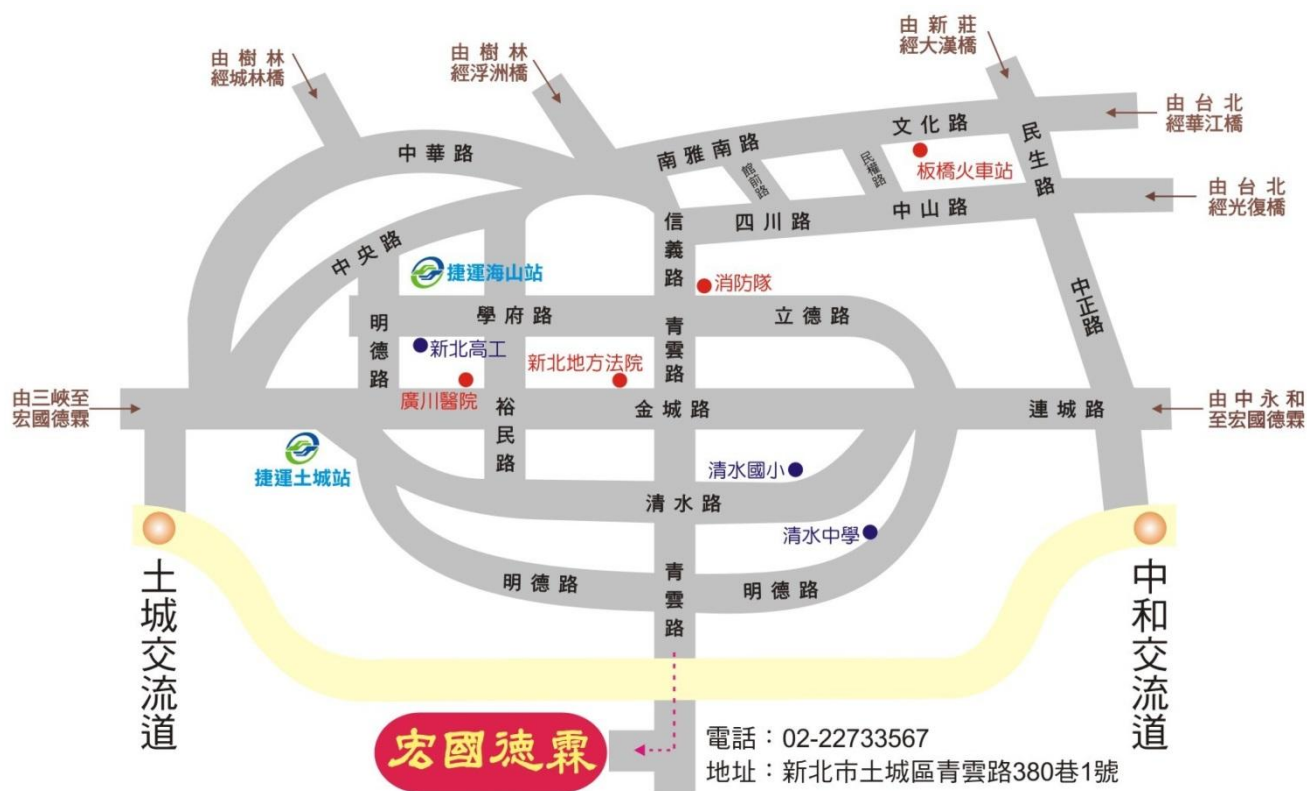 由新莊
經大漢橋
由樹林
經城林橋
由樹林
經浮洲橋
由台北
經華江橋
文化路
民生路
南雅南路
中華路
板橋火車站
館前路
民權路
由台北
經光復橋
中山路
四川路
信義路
中央路
捷運海山站
消防隊
中正路
學府路
立德路
明德路
青雲路
新北高工
新北地方法院
廣川醫院
由三峽至
宏國德霖
金城路
連城路
由中永和
至宏國德霖
裕民路
捷運土城站
清水國小
清水路
清水中學
明德路
青雲路
明德路
土城交流道
中和交流道
宏國德霖
電話：02-22733567
地址：新北市土城區青雲路380巷1號